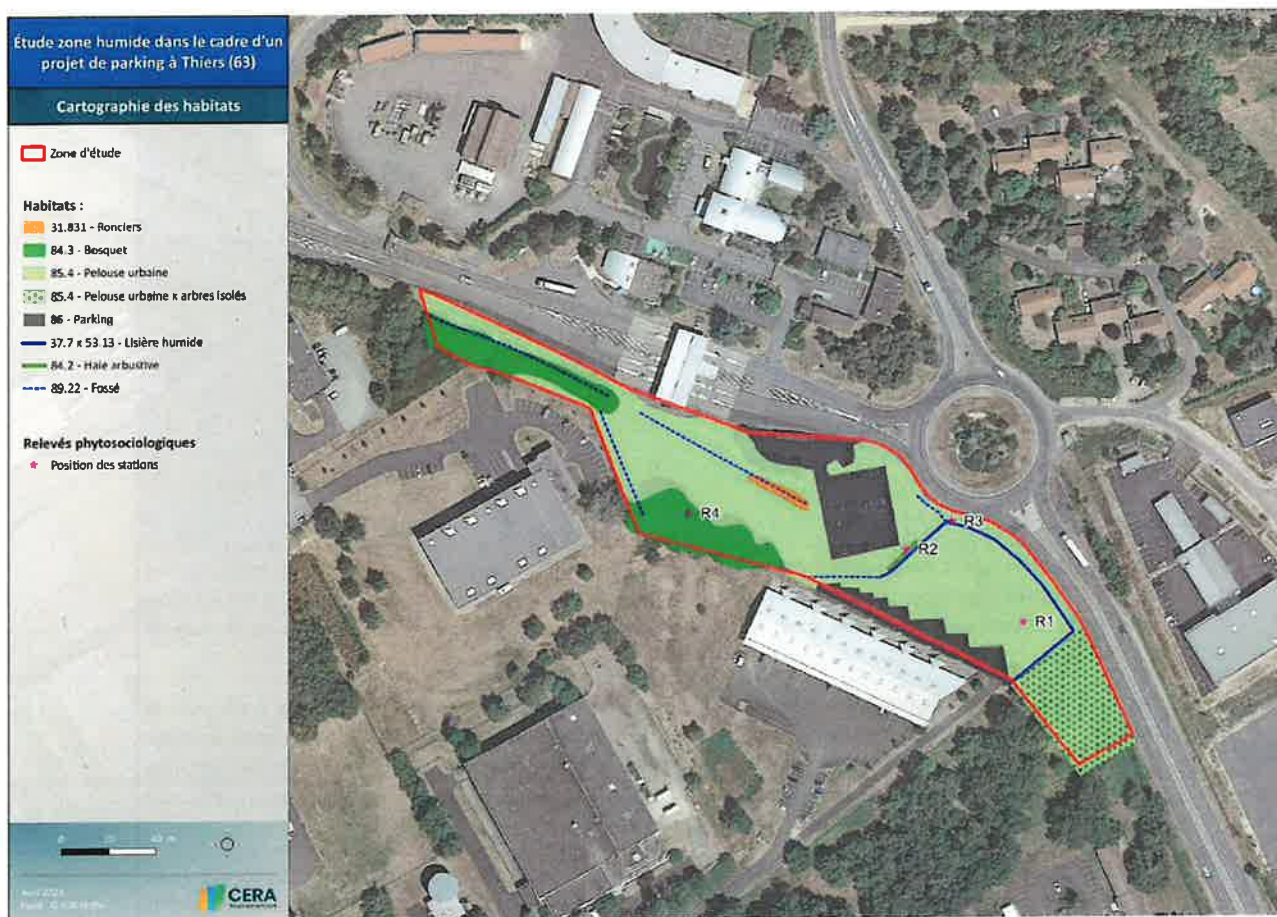 Étude zone humide dans le cadre d'un
projet de parking à Thiers (63)
Cartographie des habitats
Zone d'étude
Habitats :
31.831 - Ronciers
84.3 - Bosquet
85.4 - Pelouse urbaine
85.4 - Pelouse urbaine x arbres isolés
86 - Parking
37.7 x 53.13 - Lisière humide
84.2 - Haie arbustive
89.22 - Fossé
Relevés phytosociologiques
Position des stations
R4
R3
R2
R1
0 20 40 m
CERA